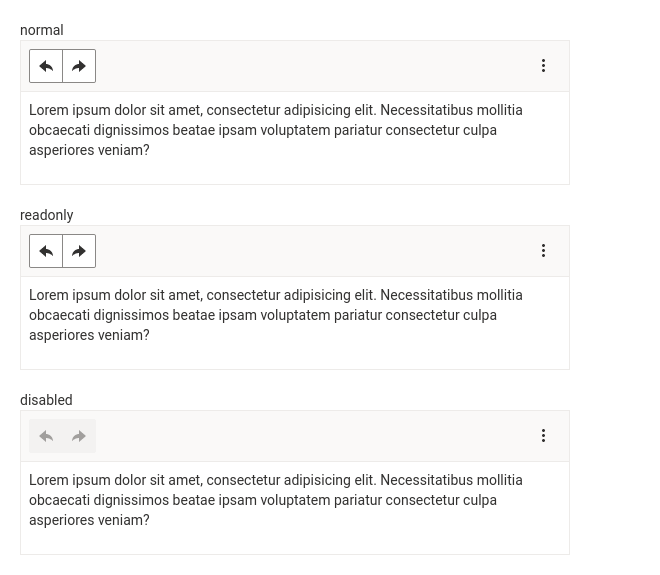 normal
Lorem ipsum dolor sit amet, consectetur adipisicing elit. Necessitatibus mollitia
obcaecati dignissimos beatae ipsam voluptatem pariatur consectetur culpa
asperiores veniam?
readonly
Lorem ipsum dolor sit amet, consectetur adipisicing elit. Necessitatibus mollitia
obcaecati dignissimos beatae ipsam voluptatem pariatur consectetur culpa
asperiores veniam?
disabled
Lorem ipsum dolor sit amet, consectetur adipisicing elit. Necessitatibus mollitia
obcaecati dignissimos beatae ipsam voluptatem pariatur consectetur culpa
asperiores veniam?